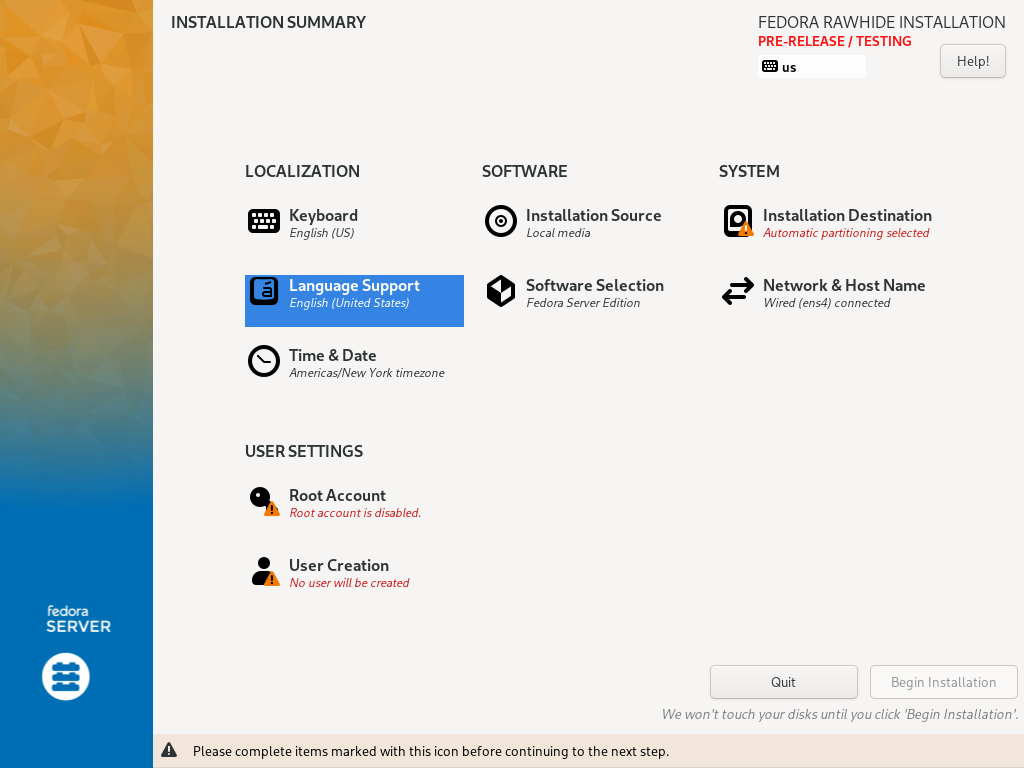 INSTALLATION SUMMARY
FEDORA RAWHIDE INSTALLATION
PRE-RELEASE / TESTING
us
Help!
LOCALIZATION
Keyboard
English (US)
Language Support
English (United States)
Time & Date
Americas/New York timezone
SOFTWARE
Installation Source
Local media
Software Selection
Fedora Server Edition
SYSTEM
Installation Destination
Automatic partitioning selected
Network & Host Name
Wired (ens4) connected
USER SETTINGS
Root Account
Root account is disabled.
User Creation
No user will be created
fedora
SERVER
Quit
Begin Installation
We won't touch your disks until you click 'Begin Installation'.
Please complete items marked with this icon before continuing to the next step.